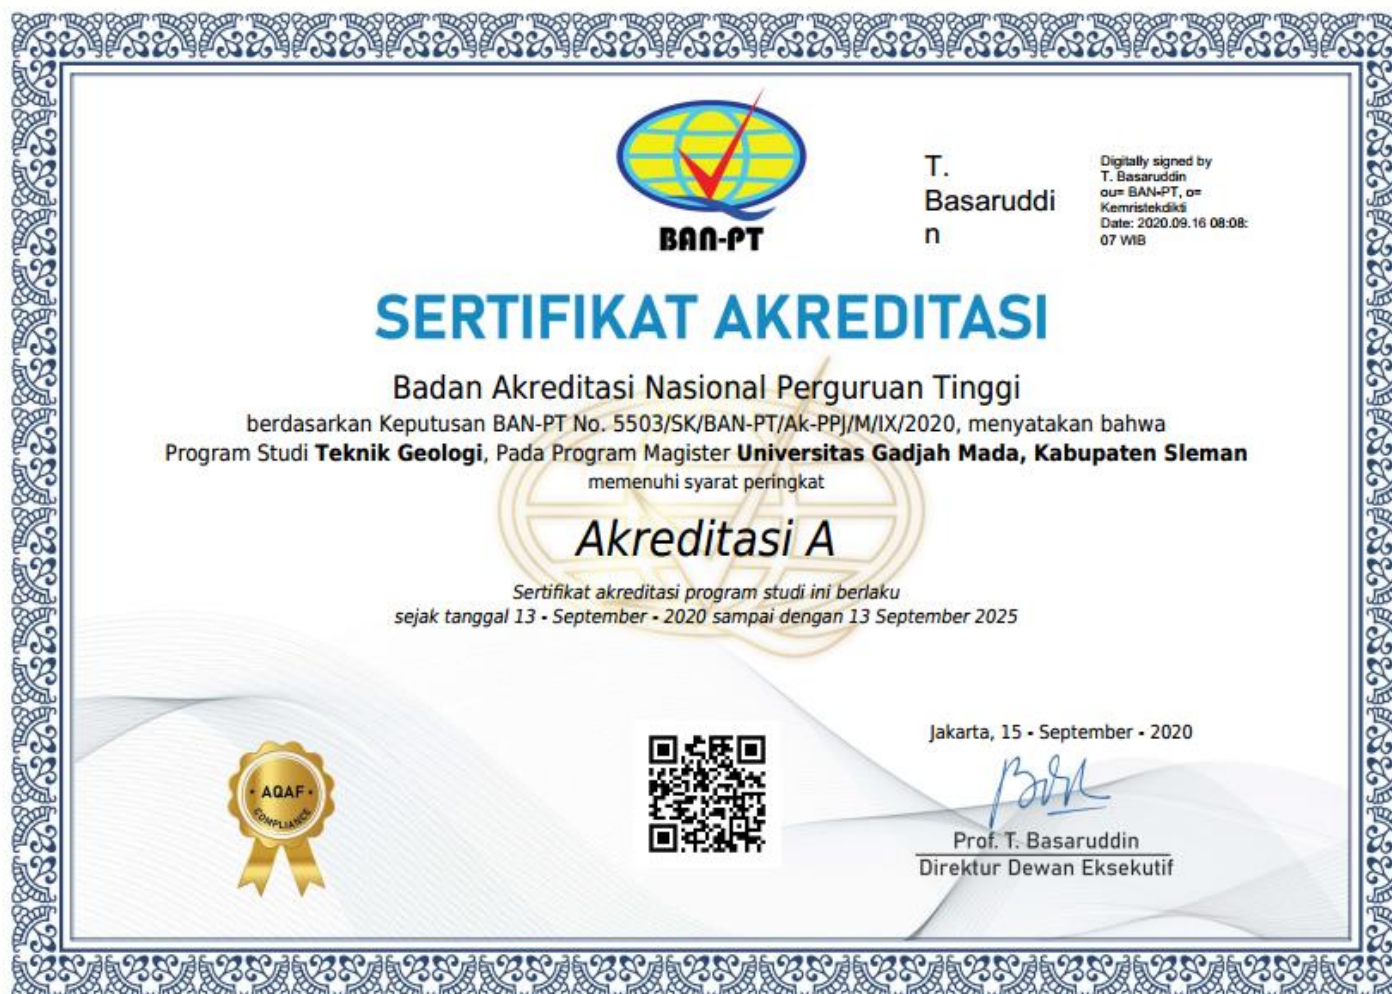 BAN-PT
T.
Basaruddi
n
Digitally signed by
T. Basaruddin
ou= BAN-PT, o=
Kemristekdikti
Date: 2020.09.16 08:08:
07 WIB
SERTIFIKAT AKREDITASI
Badan Akreditasi Nasional Perguruan Tinggi
berdasarkan Keputusan BAN-PT No. 5503/SK/BAN-PT/Ak-PPJ/M/IX/2020, menyatakan bahwa
Program Studi Teknik Geologi, Pada Program Magister Universitas Gadjah Mada, Kabupaten Sleman
memenuhi syarat peringkat
Akreditasi A
Sertifikat akreditasi program studi ini berlaku
sejak tanggal 13 - September - 2020 sampai dengan 13 September 2025
AQAF
COMPLIANCE
Jakarta, 15 - September - 2020
Prof. T. Basaruddin
Direktur Dewan Eksekutif